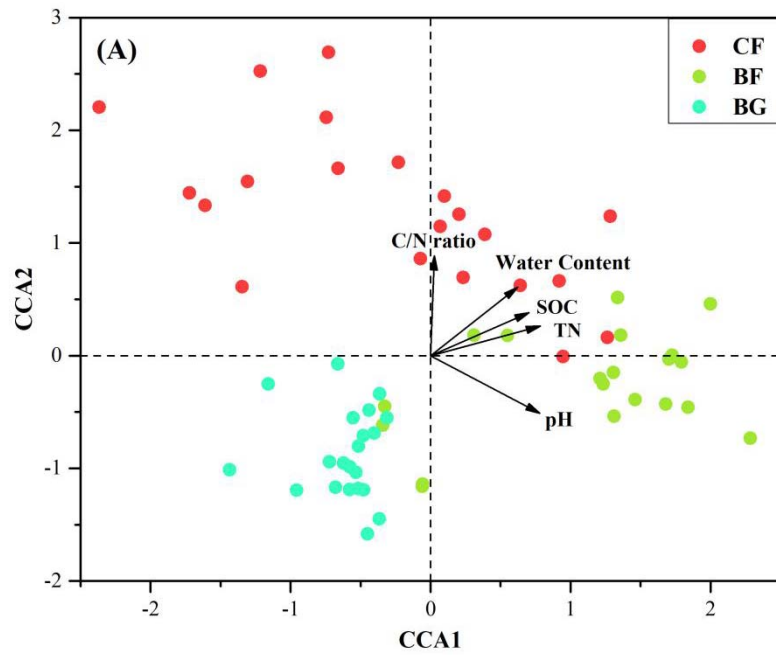 3
(A)
CF
BF
BG
2
1
C/N ratio
Water Content
SOC
TN
0
pH
-1
-2
-2
-1
0
1
2
CCA2
CCA1